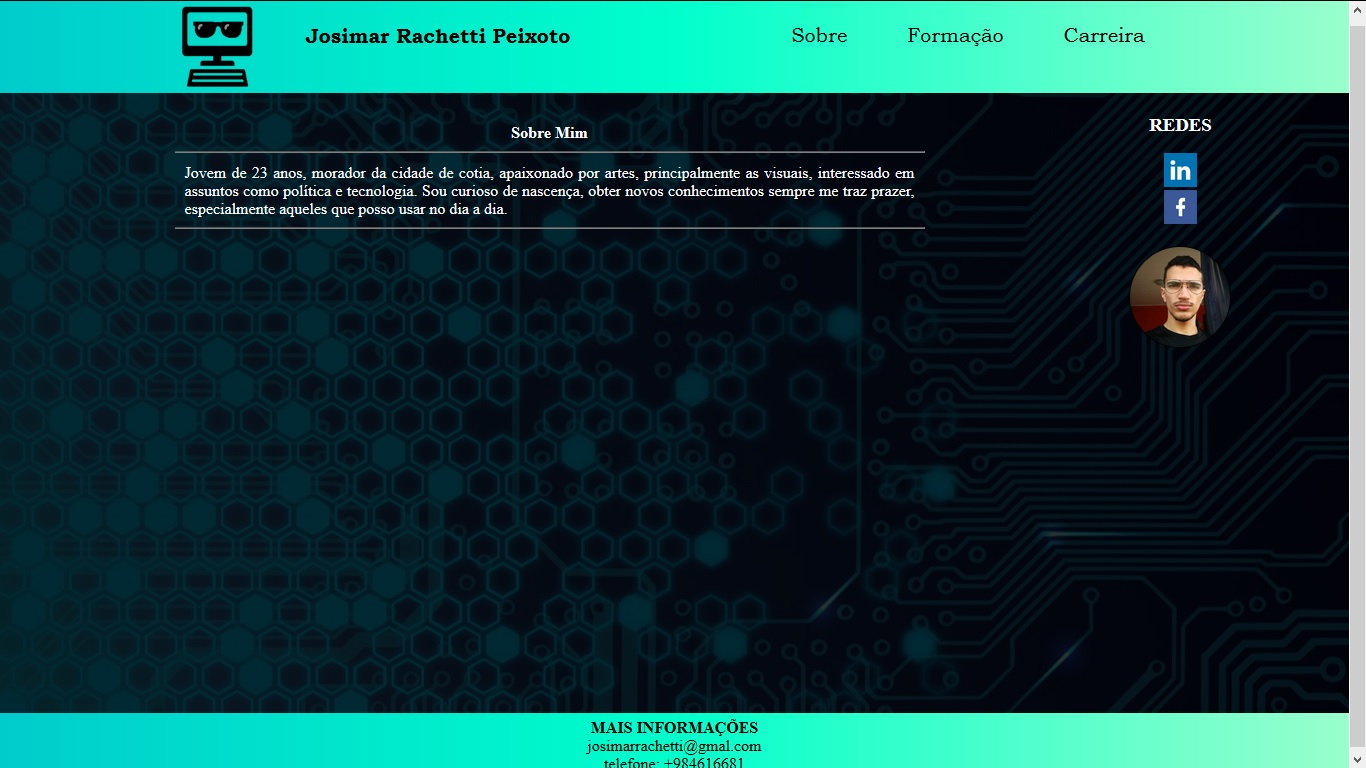 Josimar Rachetti Peixoto
Sobre
Formação
Carreira
Sobre Mim
Jovem de 23 anos, morador da cidade de cotia, apaixonado por artes, principalmente as visuais, interessado em
assuntos como política e tecnologia. Sou curioso de nascença, obter novos conhecimentos sempre me traz prazer,
especialmente aqueles que posso usar no dia a dia.
REDES
in
f
MAIS INFORMAÇÕES
josimarrachetti@gmal.com
telefone: +984616681